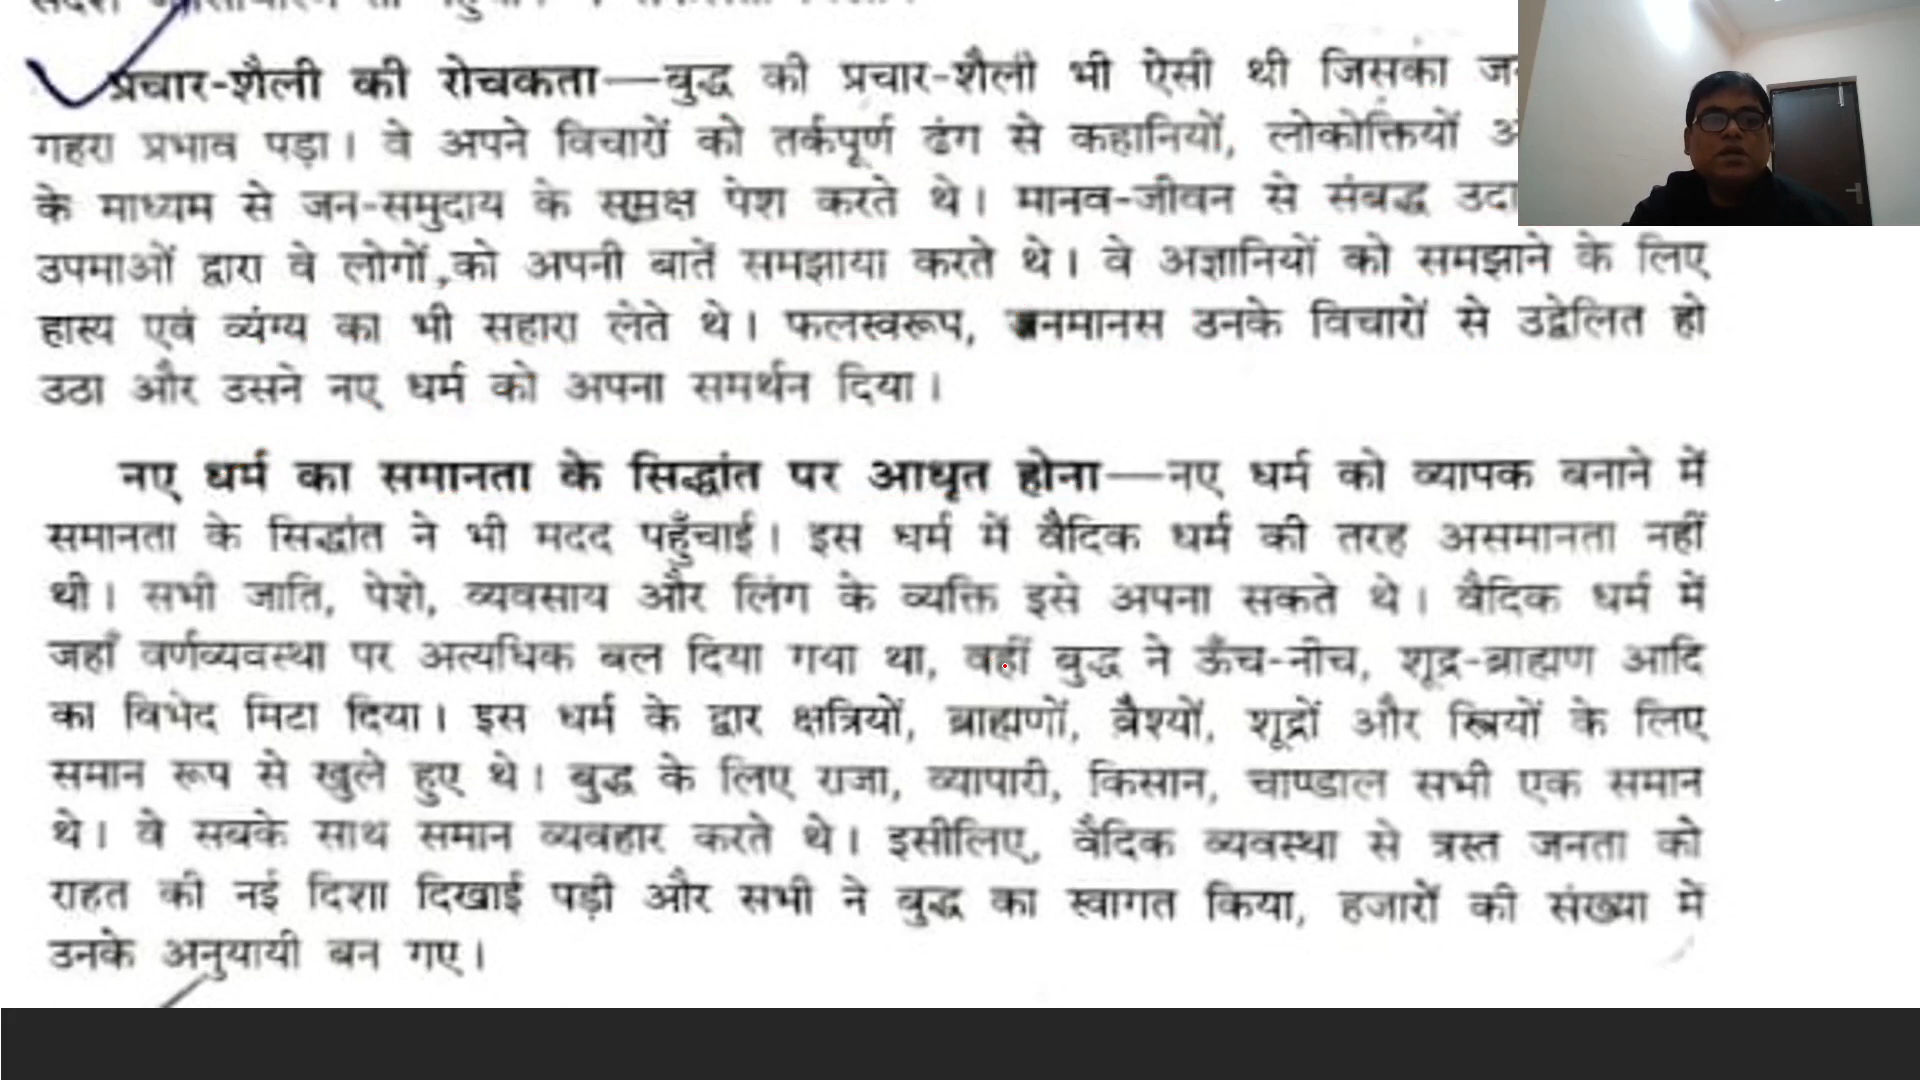 प्रचार-शैली की रोचकता—बुद्ध की प्रचार-शैली भी ऐसी थी जिसका
गहरा प्रभाव पड़ा। वे अपने विचारों को तर्कपूर्ण ढंग से कहानियों, लोकोक्तियों
के माध्यम से जन-समुदाय के समक्ष पेश करते थे। मानव-जीवन से संबद्ध
उपमाओं द्वारा वे लोगों को अपनी बातें समझाया करते थे। वे अज्ञानियों को समझाने के लिए
हास्य एवं व्यंग्य का भी सहारा लेते थे। फलस्वरूप, जनमानस उनके विचारों से उद्वेलित हो
उठा और उसने नए धर्म को अपना समर्थन दिया।
नए धर्म का समानता के सिद्धांत पर आधृत होना—नए धर्म को व्यापक बनाने में
समानता के सिद्धांत ने भी मदद पहुँचाई। इस धर्म में वैदिक धर्म की तरह असमानता नहीं
थी। सभी जाति, पेशे, व्यवसाय और लिंग के व्यक्ति इसे अपना सकते थे। वैदिक धर्म में
जहाँ वर्णव्यवस्था पर अत्यधिक बल दिया गया था, वहीं बुद्ध ने ऊँच-नीच, शूद्र-ब्राह्मण आदि
का विभेद मिटा दिया। इस धर्म के द्वार क्षत्रियों, ब्राह्मणों, वैश्यों, शूद्रों और स्त्रियों के लिए
समान रूप से खुले हुए थे। बुद्ध के लिए राजा, व्यापारी, किसान, चाण्डाल सभी एक समान
थे। वे सबके साथ समान व्यवहार करते थे। इसीलिए, वैदिक व्यवस्था से त्रस्त जनता को
राहत की नई दिशा दिखाई पड़ी और सभी ने बुद्ध का स्वागत किया, हजारों की संख्या में
उनके अनुयायी बन गए।